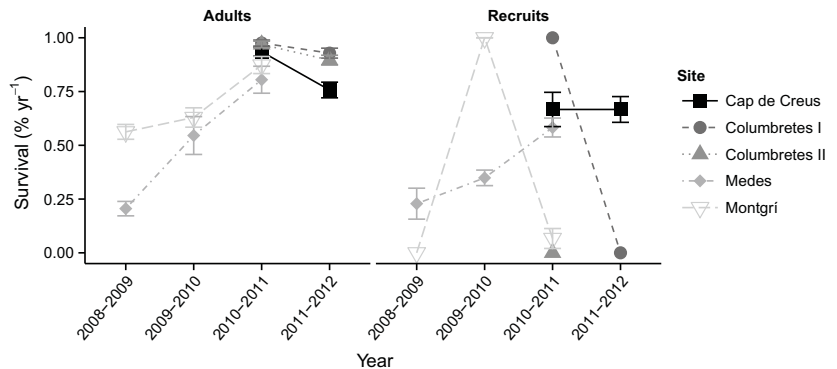 Adults
Recruits
Survival (% yr⁻¹)
1.00
0.75
0.50
0.25
0.00
2008−2009
2009−2010
2010−2011
2011−2012
2008−2009
2009−2010
2010−2011
2011−2012
Year
Site
Cap de Creus
Columbretes I
Columbretes II
Medes
Montgrí